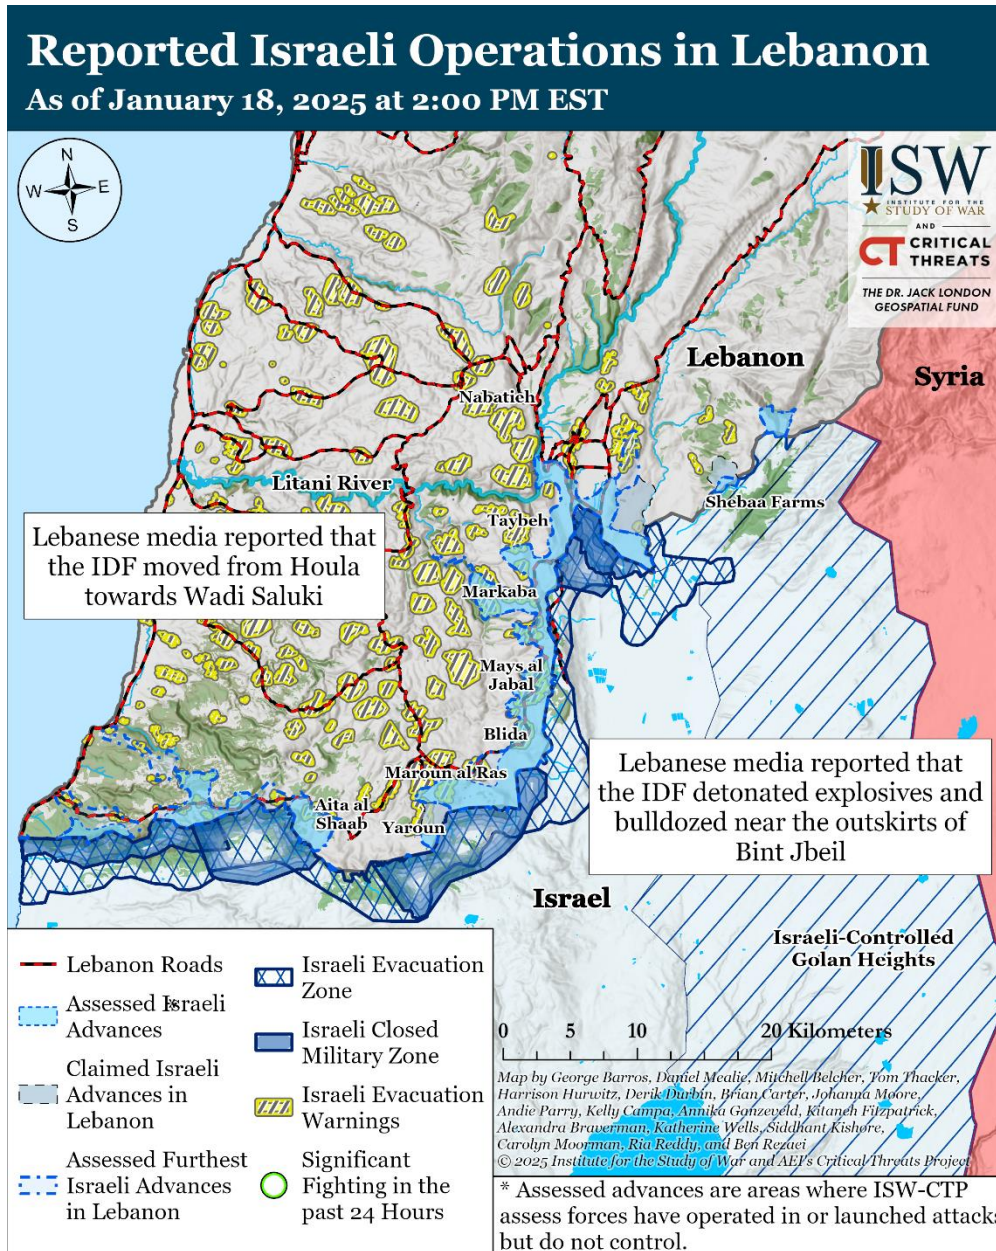 Reported Israeli Operations in Lebanon
As of January 18, 2025 at 2:00 PM EST
N
W E
S
ISW
INSTITUTE FOR THE
STUDY OF WAR
AND
CT CRITICAL
THREATS
THE DR. JACK LONDON
GEOSPATIAL FUND
Lebanon
Syria
Nabatieh
Litani River
Shebaa Farms
Taybeh
Lebanese media reported that
the IDF moved from Houla
towards Wadi Saluki
Markaba
Mays al
Jabal
Blida
Maroun al Ras
Aita al
Shaab
Yaroun
Lebanese media reported that
the IDF detonated explosives and
bulldozed near the outskirts of
Bint Jbeil
Israel
Israeli-Controlled
Golan Heights
Lebanon Roads
Assessed Israeli
Advances
*
Claimed Israeli
Advances in
Lebanon
Assessed Furthest
Israeli Advances
in Lebanon
Israeli Evacuation
Zone
Israeli Closed
Military Zone
Israeli Evacuation
Warnings
Significant
Fighting in the
past 24 Hours
0 5 10 20 Kilometers
Map by George Barros, Daniel Mealie, Mitchell Belcher, Tom Thacker,
Harrison Hurwitz, Derik Durbin, Brian Carter, Johanna Moore,
Andie Parry, Kelly Campa, Annika Ganzeveld, Kitaneh Fitzpatrick,
Alexandra Braverman, Katherine Wells, Siddhant Kishore,
Carolyn Moorman, Ria Reddy, and Ben Rezaei
© 2025 Institute for the Study of War and AEI's Critical Threats Project
* Assessed advances are areas where ISW-CTP
assess forces have operated in or launched attacks
but do not control.